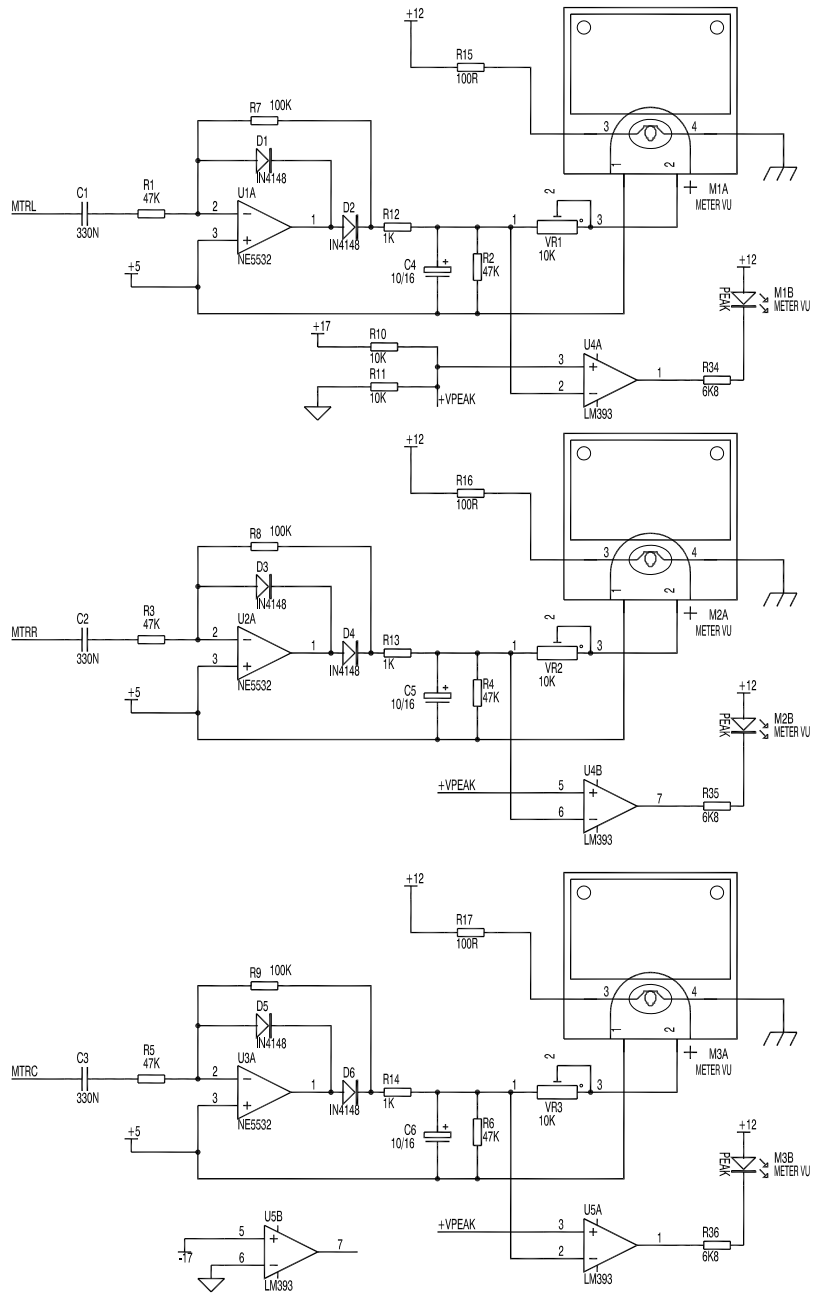 +12
R15
100R
3
4
1
2
+
M1A
METER VU
R7 100K
D1
IN4148
MTRL
C1
330N
R1
47K
U1A
2
3
−
+
1
NE5532
D2
IN4148
R12
1K
+5
C4
10/16
+
R2
47K
1
2
3
VR1
10K
+12
PEAK
M1B
METER VU
+17
R10
10K
R11
10K
+VPEAK
U4A
3
2
+
−
1
LM393
R34
6K8
+12
R16
100R
3
4
1
2
+
M2A
METER VU
R8 100K
D3
IN4148
MTRR
C2
330N
R3
47K
U2A
2
3
−
+
1
NE5532
D4
IN4148
R13
1K
+5
C5
10/16
+
R4
47K
1
2
3
VR2
10K
+12
PEAK
M2B
METER VU
+VPEAK
U4B
5
6
+
−
7
LM393
R35
6K8
+12
R17
100R
3
4
1
2
+
M3A
METER VU
R9 100K
D5
IN4148
MTRC
C3
330N
R5
47K
U3A
2
3
−
+
1
NE5532
D6
IN4148
R14
1K
+5
C6
10/16
+
R6
47K
1
2
3
VR3
10K
+12
PEAK
M3B
METER VU
+VPEAK
U5A
3
2
+
−
1
LM393
R36
6K8
U5B
-17
5
6
+
−
7
LM393